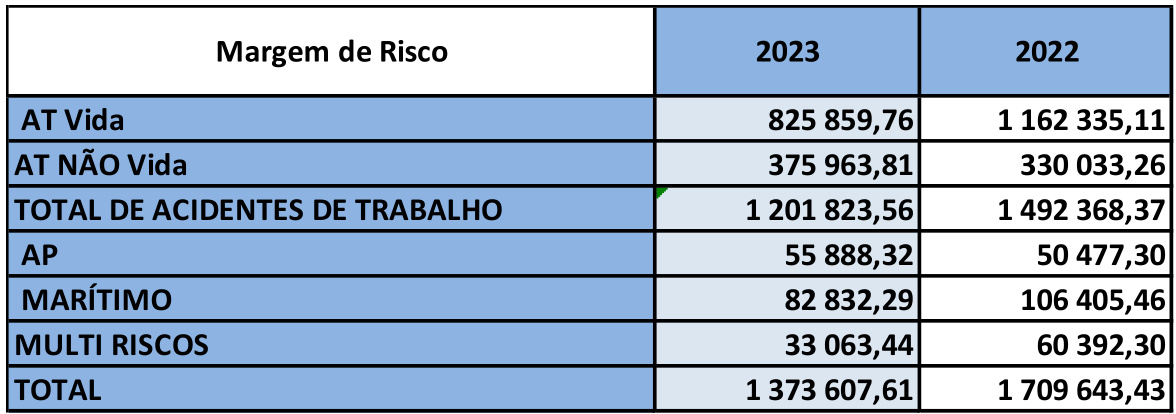 Margem de Risco 2023 2022
AT Vida 825 859,76 1 162 335,11
AT NÃO Vida 375 963,81 330 033,26
TOTAL DE ACIDENTES DE TRABALHO 1 201 823,56 1 492 368,37
AP 55 888,32 50 477,30
MARÍTIMO 82 832,29 106 405,46
MULTI RISCOS 33 063,44 60 392,30
TOTAL 1 373 607,61 1 709 643,43